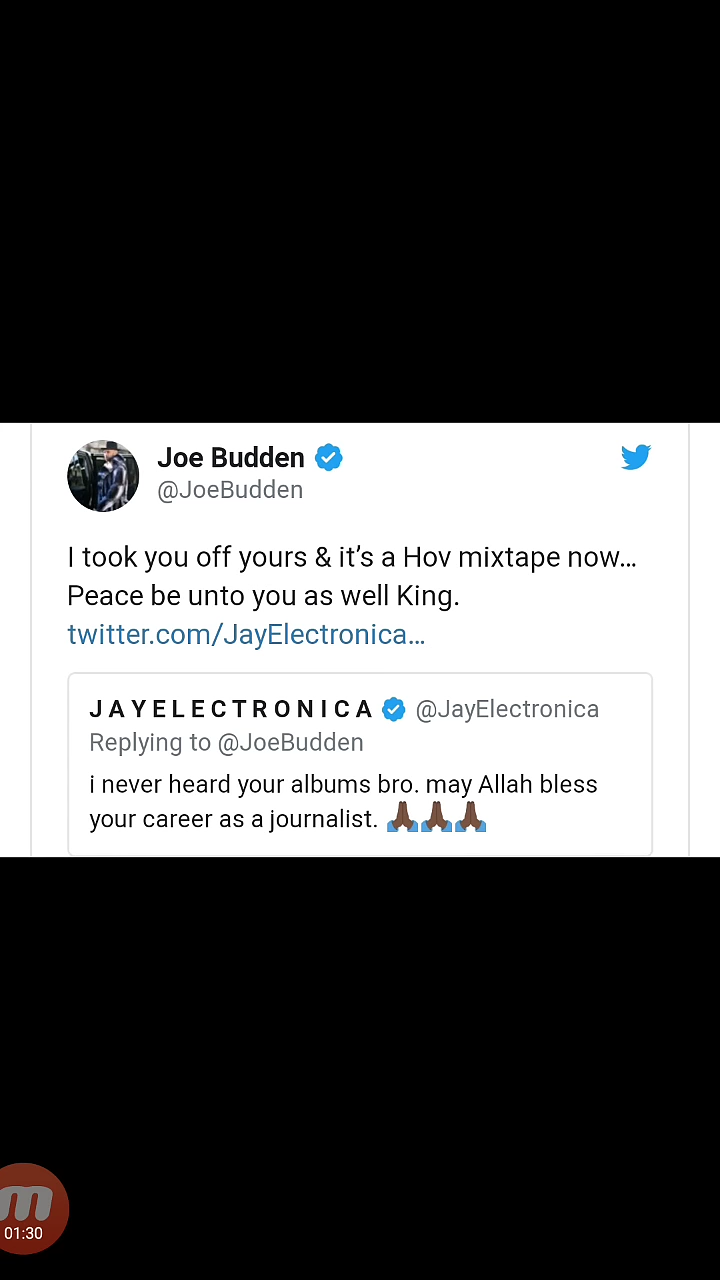 Joe Budden
@JoeBudden
I took you off yours & it’s a Hov mixtape now…
Peace be unto you as well King.
twitter.com/JayElectronica…
J A Y E L E C T R O N I C A @JayElectronica
Replying to @JoeBudden
i never heard your albums bro. may Allah bless
your career as a journalist. 🙏🏿🙏🏿🙏🏿
m
01:30